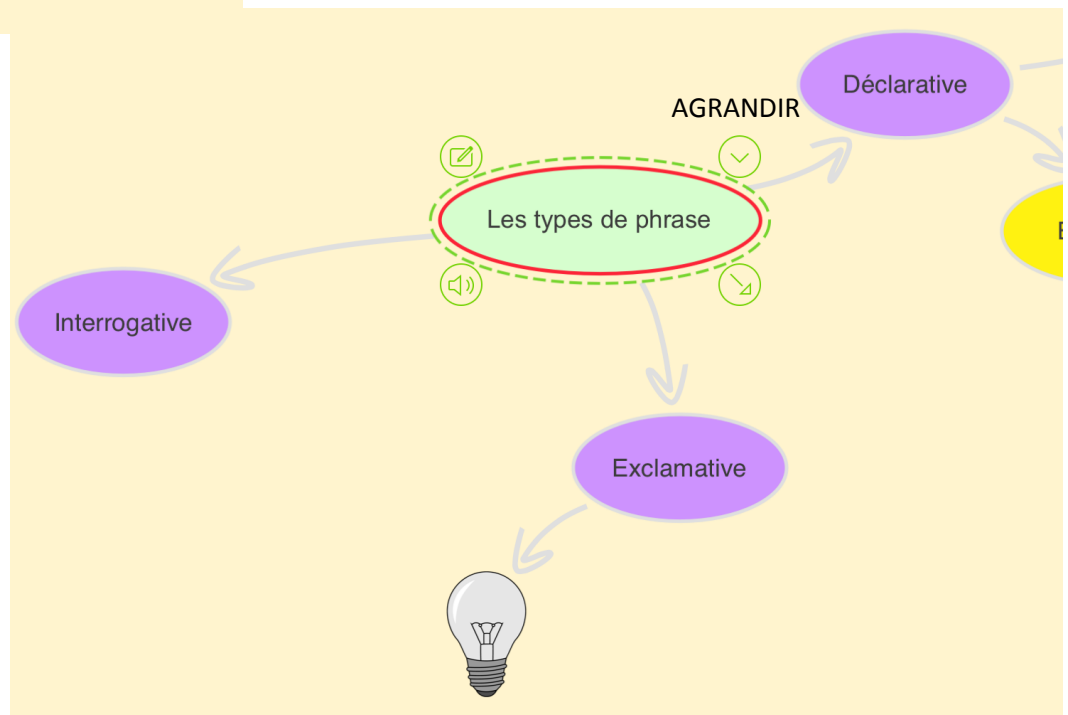 Déclarative
AGRANDIR
Les types de phrase
Interrogative
Exclamative